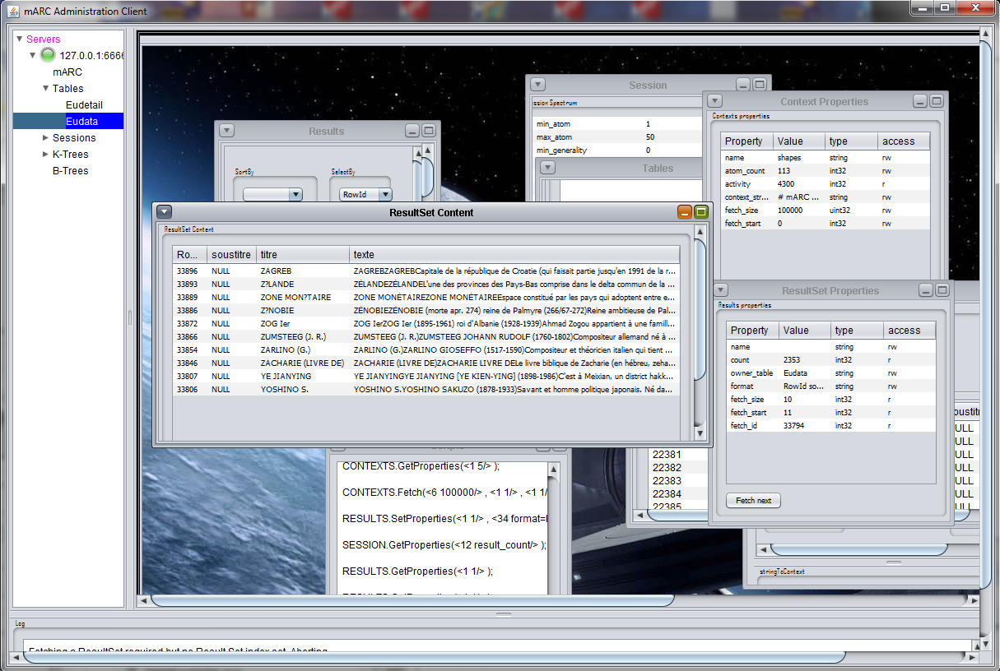 mARC Administration Client
Servers
127.0.0.1:6666
mARC
Tables
Eudetail
Eudata
Sessions
K-Trees
B-Trees
Results
SortBy
SelectBy
RowId
Session
ssion Spectrum
min_atom 1
max_atom 50
min_generality 0
Tables
Context Properties
Contexts properties
Property Value type access
name shapes string rw
atom_count 113 int32 rw
activity 4300 int32 r
context_str... # mARC ... string rw
fetch_size 100000 uint32 rw
fetch_start 0 int32 rw
ResultSet Content
ResultSet Content
Ro... soustitre titre texte
33896 NULL ZAGREB ZAGREBZAGREBCapitale de la république de Croatie (qui faisait partie jusqu'en 1991 de la r...
33893 NULL Z?LANDE ZÉLANDEZÉLANDEL'une des provinces des Pays-Bas comprise dans le delta commun de la ...
33889 NULL ZONE MON?TAIRE ZONE MONÉTAIREZONE MONÉTAIREEspace constitué par les pays qui adoptent entre e...
33886 NULL Z?NOBIE ZÉNOBIEZÉNOBIE (morte apr. 274) reine de Palmyre (266/67-272)Reine ambitieuse de Pal...
33872 NULL ZOG Ier ZOG IerZOG Ier (1895-1961) roi d'Albanie (1928-1939)Ahmad Zogou appartient à une famill...
33866 NULL ZUMSTEEG (J. R.) ZUMSTEEG (J. R.)ZUMSTEEG JOHANN RUDOLF (1760-1802)Compositeur allemand né à ...
33854 NULL ZARLINO (G.) ZARLINO (G.)ZARLINO GIOSEFFO (1517-1590)Compositeur et théoricien italien qui tient ...
33846 NULL ZACHARIE (LIVRE DE) ZACHARIE (LIVRE DE)ZACHARIE LIVRE DELe livre biblique de Zacharie (en hébreu, zeha...
33807 NULL YE JIANYING YE JIANYINGYE JIANYING [YE KIEN-YING] (1898-1986)C'est à Meixian, un district hakk...
33806 NULL YOSHINO S. YOSHINO S.YOSHINO SAKUZO (1878-1933)Savant et homme politique japonais. Né da...
ResultSet Properties
Results properties
Property Value type access
name string rw
count 2353 int32 r
owner_table Eudata string rw
format RowId so... string rw
fetch_size 10 int32 r
fetch_start 11 int32 r
fetch_id 33794 int32 r
Fetch next
oustitr
ULL
ULL
ULL
ULL
ULL
ULL
ULL
22381
22382
22383
22384
22385
CONTEXTS.GetProperties(<1 5/> );
CONTEXTS.Fetch(<6 100000/> , <1 1/> , <1 1/
RESULTS.SetProperties(<1 1/> , <34 format=
SESSION.GetProperties(<12 result_count/> );
RESULTS.GetProperties(<1 1/> );
stringToContext
Log
Fetching a ResultSet required but no Result Set index set. Aborting